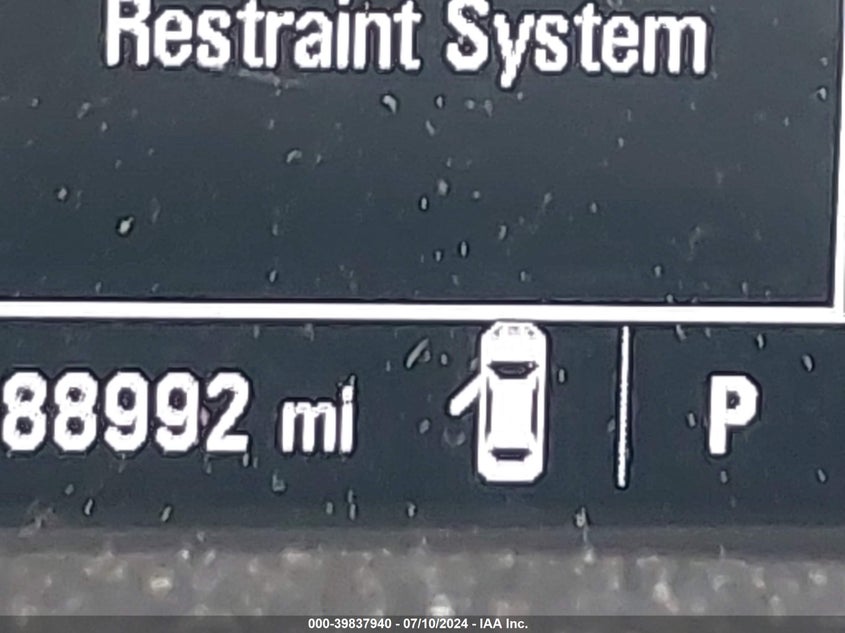 Restraint System
88992 mi P
000-39837940 - 07/10/2024 - IAA Inc.